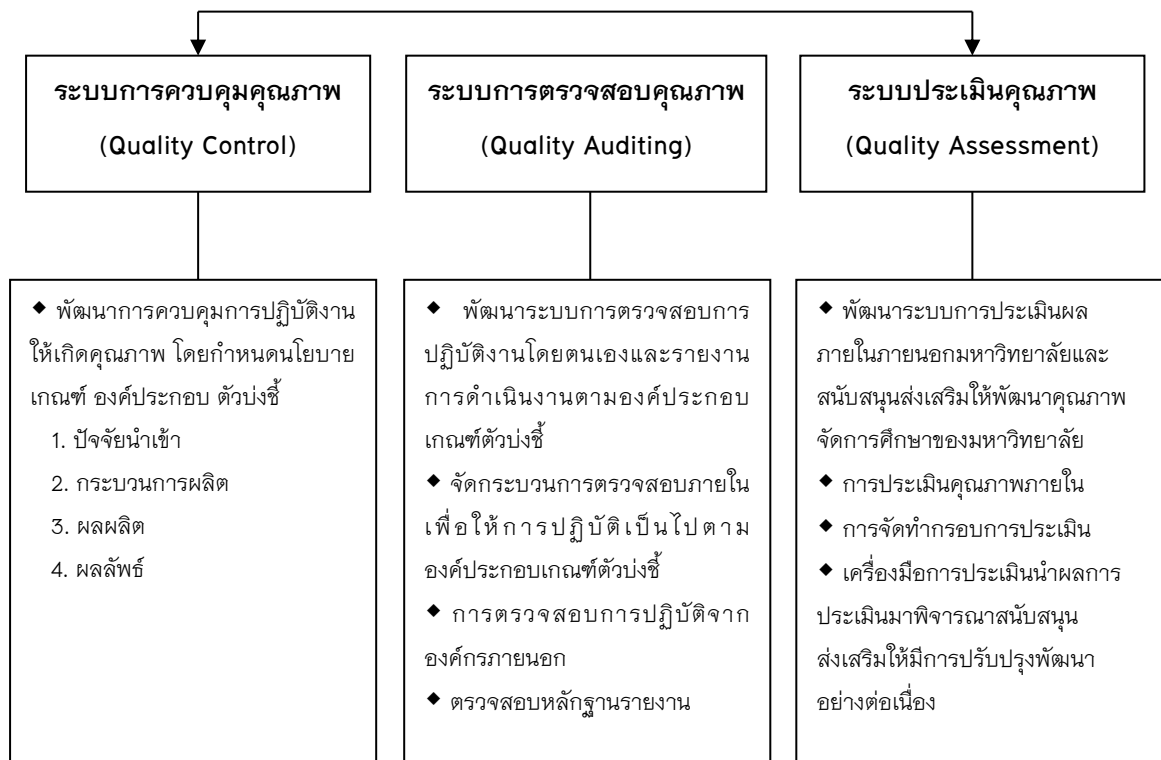 ระบบการควบคุมคุณภาพ
(Quality Control)
ระบบการตรวจสอบคุณภาพ
(Quality Auditing)
ระบบประเมินคุณภาพ
(Quality Assessment)
◆ พัฒนาการควบคุมการปฏิบัติงาน
ให้เกิดคุณภาพ โดยกำหนดนโยบาย
เกณฑ์ องค์ประกอบ ตัวบ่งชี้
1. ปัจจัยนำเข้า
2. กระบวนการผลิต
3. ผลผลิต
4. ผลลัพธ์
◆ พัฒนาระบบการตรวจสอบการ
ปฏิบัติงานโดยตนเองและรายงาน
การดำเนินงานตามองค์ประกอบ
เกณฑ์ตัวบ่งชี้
◆ จัดกระบวนการตรวจสอบภายใน
เพื่อให้การปฏิบัติเป็นไปตาม
องค์ประกอบเกณฑ์ตัวบ่งชี้
◆ การตรวจสอบการปฏิบัติจาก
องค์กรภายนอก
◆ ตรวจสอบหลักฐานรายงาน
◆ พัฒนาระบบการประเมินผล
ภายในภายนอกมหาวิทยาลัยและ
สนับสนุนส่งเสริมให้พัฒนาคุณภาพ
จัดการศึกษาของมหาวิทยาลัย
◆ การประเมินคุณภาพภายใน
◆ การจัดทำกรอบการประเมิน
◆ เครื่องมือการประเมินนำผลการ
ประเมินมาพิจารณาสนับสนุน
ส่งเสริมให้มีการปรับปรุงพัฒนา
อย่างต่อเนื่อง